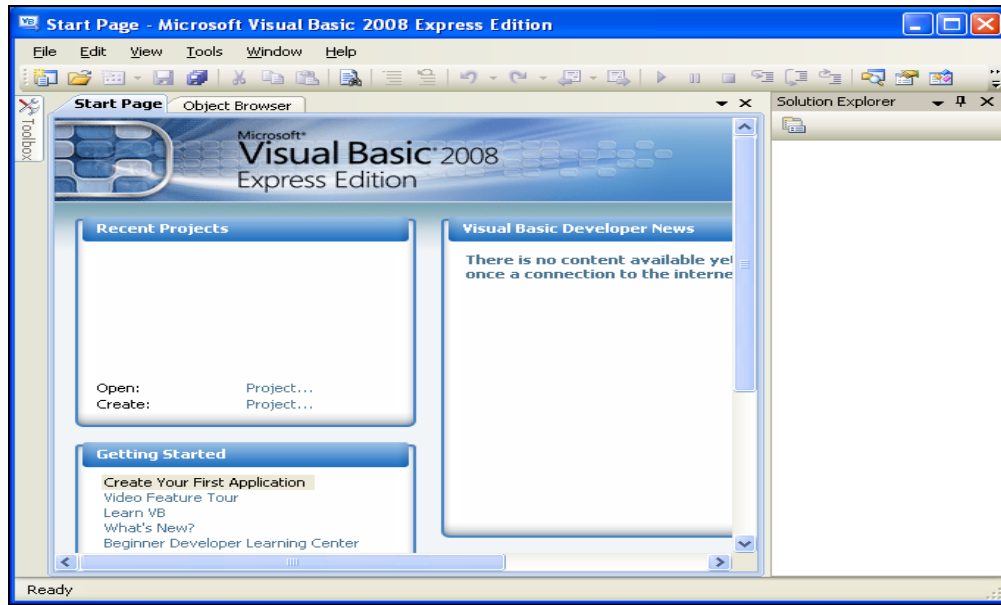 Start Page - Microsoft Visual Basic 2008 Express Edition
File Edit View Tools Window Help
Start Page Object Browser
Solution Explorer
Toolbox
Microsoft
Visual Basic 2008
Express Edition
Recent Projects
Open: Project...
Create: Project...
Visual Basic Developer News
There is no content available yet
once a connection to the interne
Getting Started
Create Your First Application
Video Feature Tour
Learn VB
What's New?
Beginner Developer Learning Center
Ready